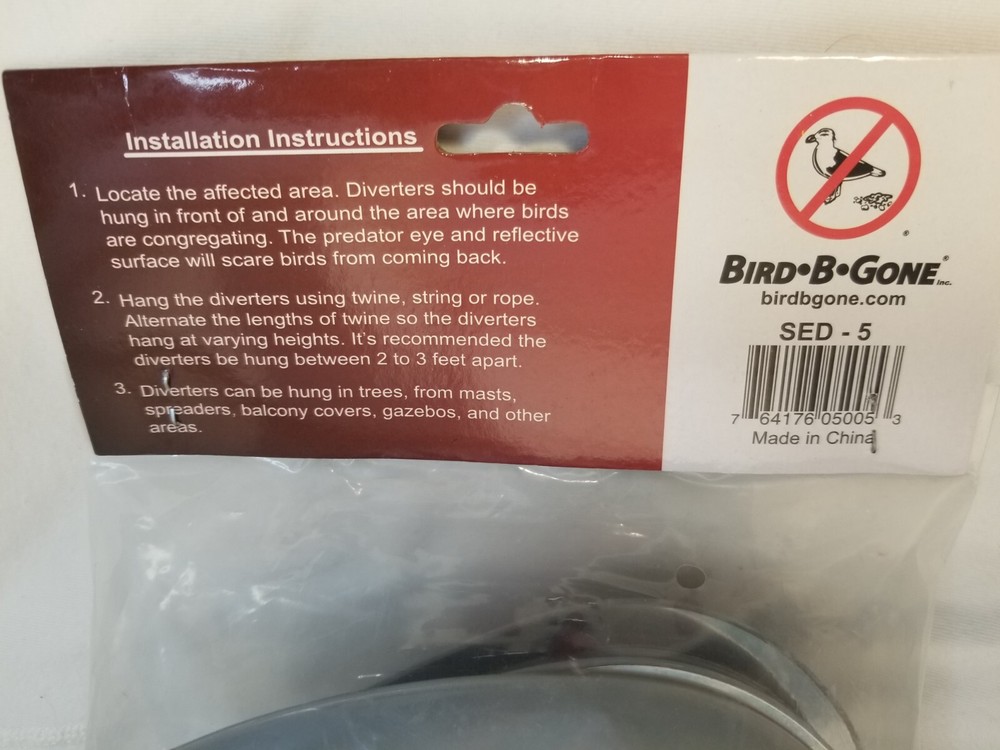 Installation Instructions
1. Locate the affected area. Diverters should be
hung in front of and around the area where birds
are congregating. The predator eye and reflective
surface will scare birds from coming back.
2. Hang the diverters using twine, string or rope.
Alternate the lengths of twine so the diverters
hang at varying heights. It's recommended the
diverters be hung between 2 to 3 feet apart.
3. Diverters can be hung in trees, from masts,
spreaders, balcony covers, gazebos, and other
areas.
®
BIRD•B•GONE® Inc.
birdbgone.com
SED - 5
7 64176 05005 3
Made in China